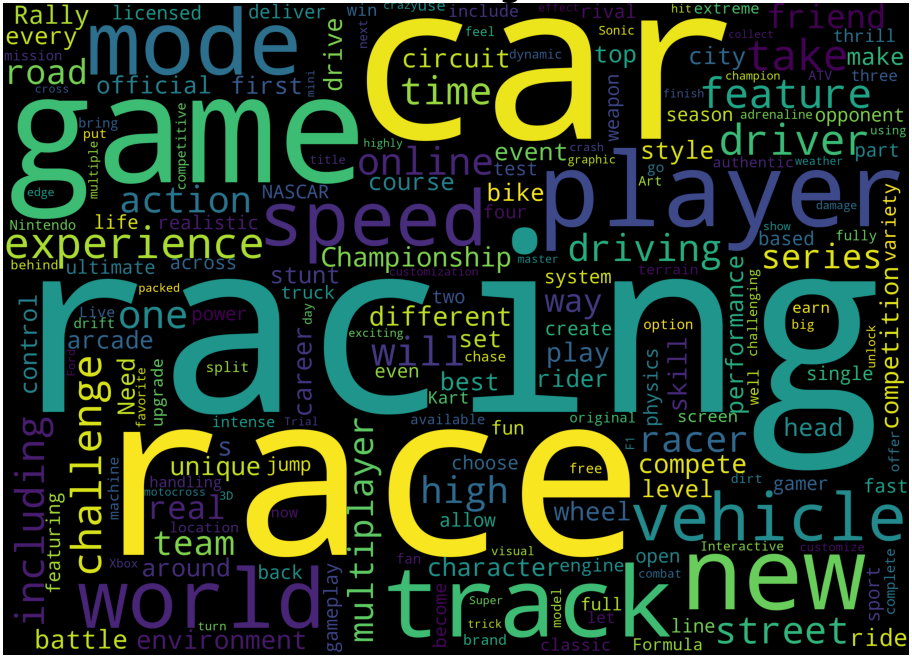 Rally
every
licensed
deliver
win
crazy
use
include
rival
hit
extreme
friend
mission
next
effect
feel
Sonic
collect
mode
car
circuit
dynamic
top
city
take
thrill
make
road
cross
official
first
mini
drive
time
weapon
champion
ATV
three
finish
feature
game
bring
put
multiple
competitive
title
highly
online
event
crash
graphic
season
adrenaline
using
opponent
driver
edge
action
NASCAR
course
test
go
style
authentic
weather
part
Nintendo
life
realistic
speed
bike
four
Art
player
show
damage
experience
behind
ultimate
across
Championship
master
driving
based
fully
series
variety
stunt
customization
system
terrain
packed
truck
two
way
racing
Live
drift
one
power
day
different
option
create
earn
big
unlock
control
arcade
exciting
will
set
chase
play
physics
skill
performance
challenging
well
competition
Need
favorite
upgrade
Ford
split
career
even
best
Kart
rider
single
challenge
intense
Trial
available
original
screen
s
race
fun
F1
racer
head
offer
including
unique
jump
choose
free
compete
machine
motocross
3D
handling
high
level
dirt
gamer
fast
featuring
real
location
now
multiplayer
allow
wheel
vehicle
team
Xbox
fan
visual
Interactive
customize
around
back
character
engine
open
combat
new
sport
complete
world
gameplay
track
Super
model
full
turn
become
trick
let
line
street
ride
battle
environment
brand
classic
Formula